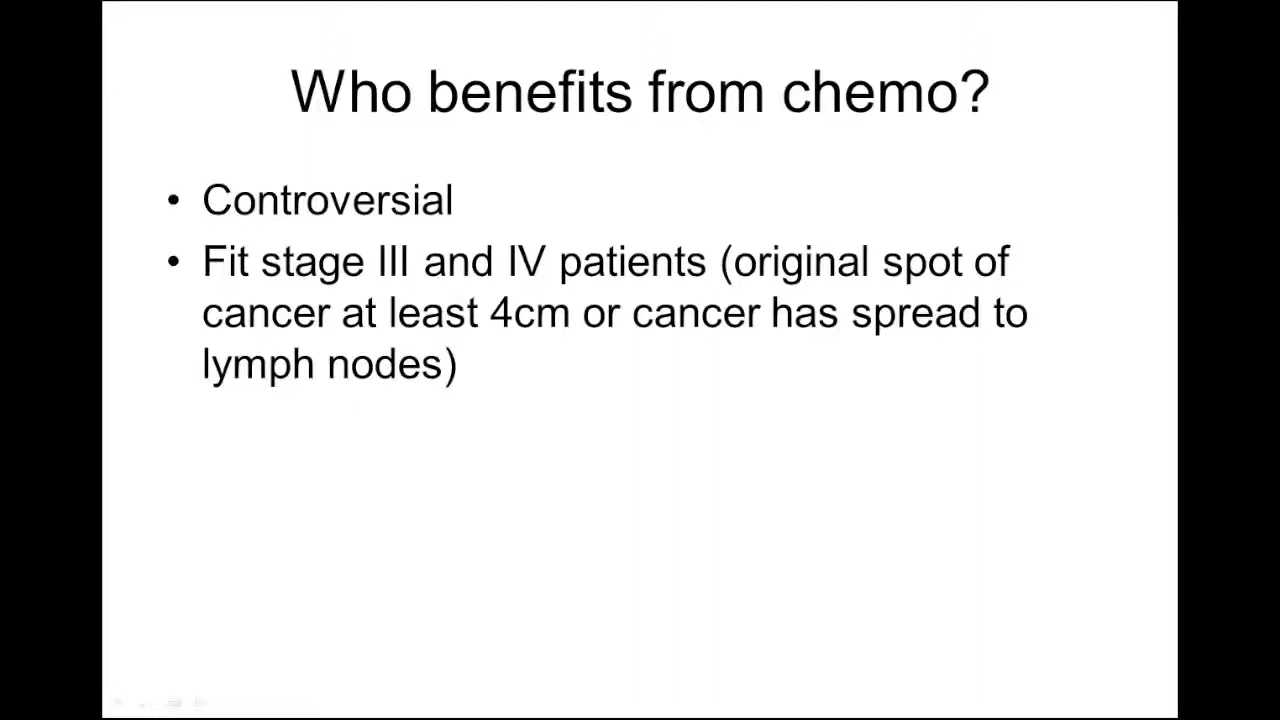 Who benefits from chemo?
• Controversial
• Fit stage III and IV patients (original spot of
cancer at least 4cm or cancer has spread to
lymph nodes)